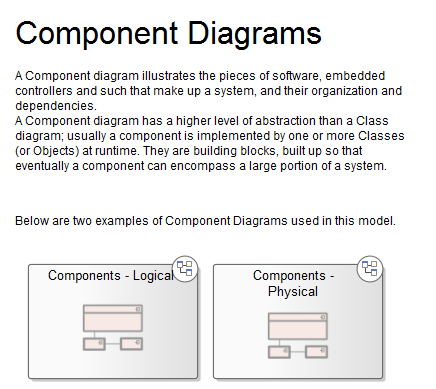 Component Diagrams
A Component diagram illustrates the pieces of software, embedded
controllers and such that make up a system, and their organization and
dependencies.
A Component diagram has a higher level of abstraction than a Class
diagram; usually a component is implemented by one or more Classes
(or Objects) at runtime. They are building blocks, built up so that
eventually a component can encompass a large portion of a system.
Below are two examples of Component Diagrams used in this model.
Components - Logical
Components -
Physical